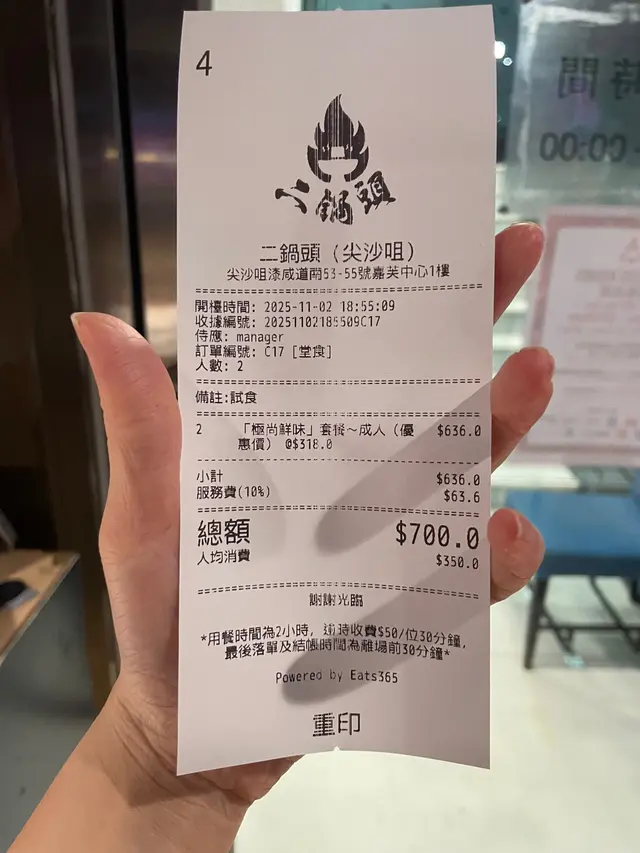 4
二鍋頭
二鍋頭 (尖沙咀)
尖沙咀漆咸道南53-55號嘉芙中心1樓
開檯時間: 2025-11-02 18:55:09
收據編號: 20251102185509C17
侍應: manager
訂單編號: C17 [堂食]
人數: 2
備註:試食
2 「極尚鮮味」套餐～成人 (優 $636.0
惠價) @$318.0
小計 $636.0
服務費(10%) $63.6
總額 $700.0
人均消費 $350.0
謝謝光臨
*用餐時間為2小時, 逾時收費$50/位30分鐘,
最後落單及結帳時間為離場前30分鐘*
Powered by Eats365
重印
時間
00:00